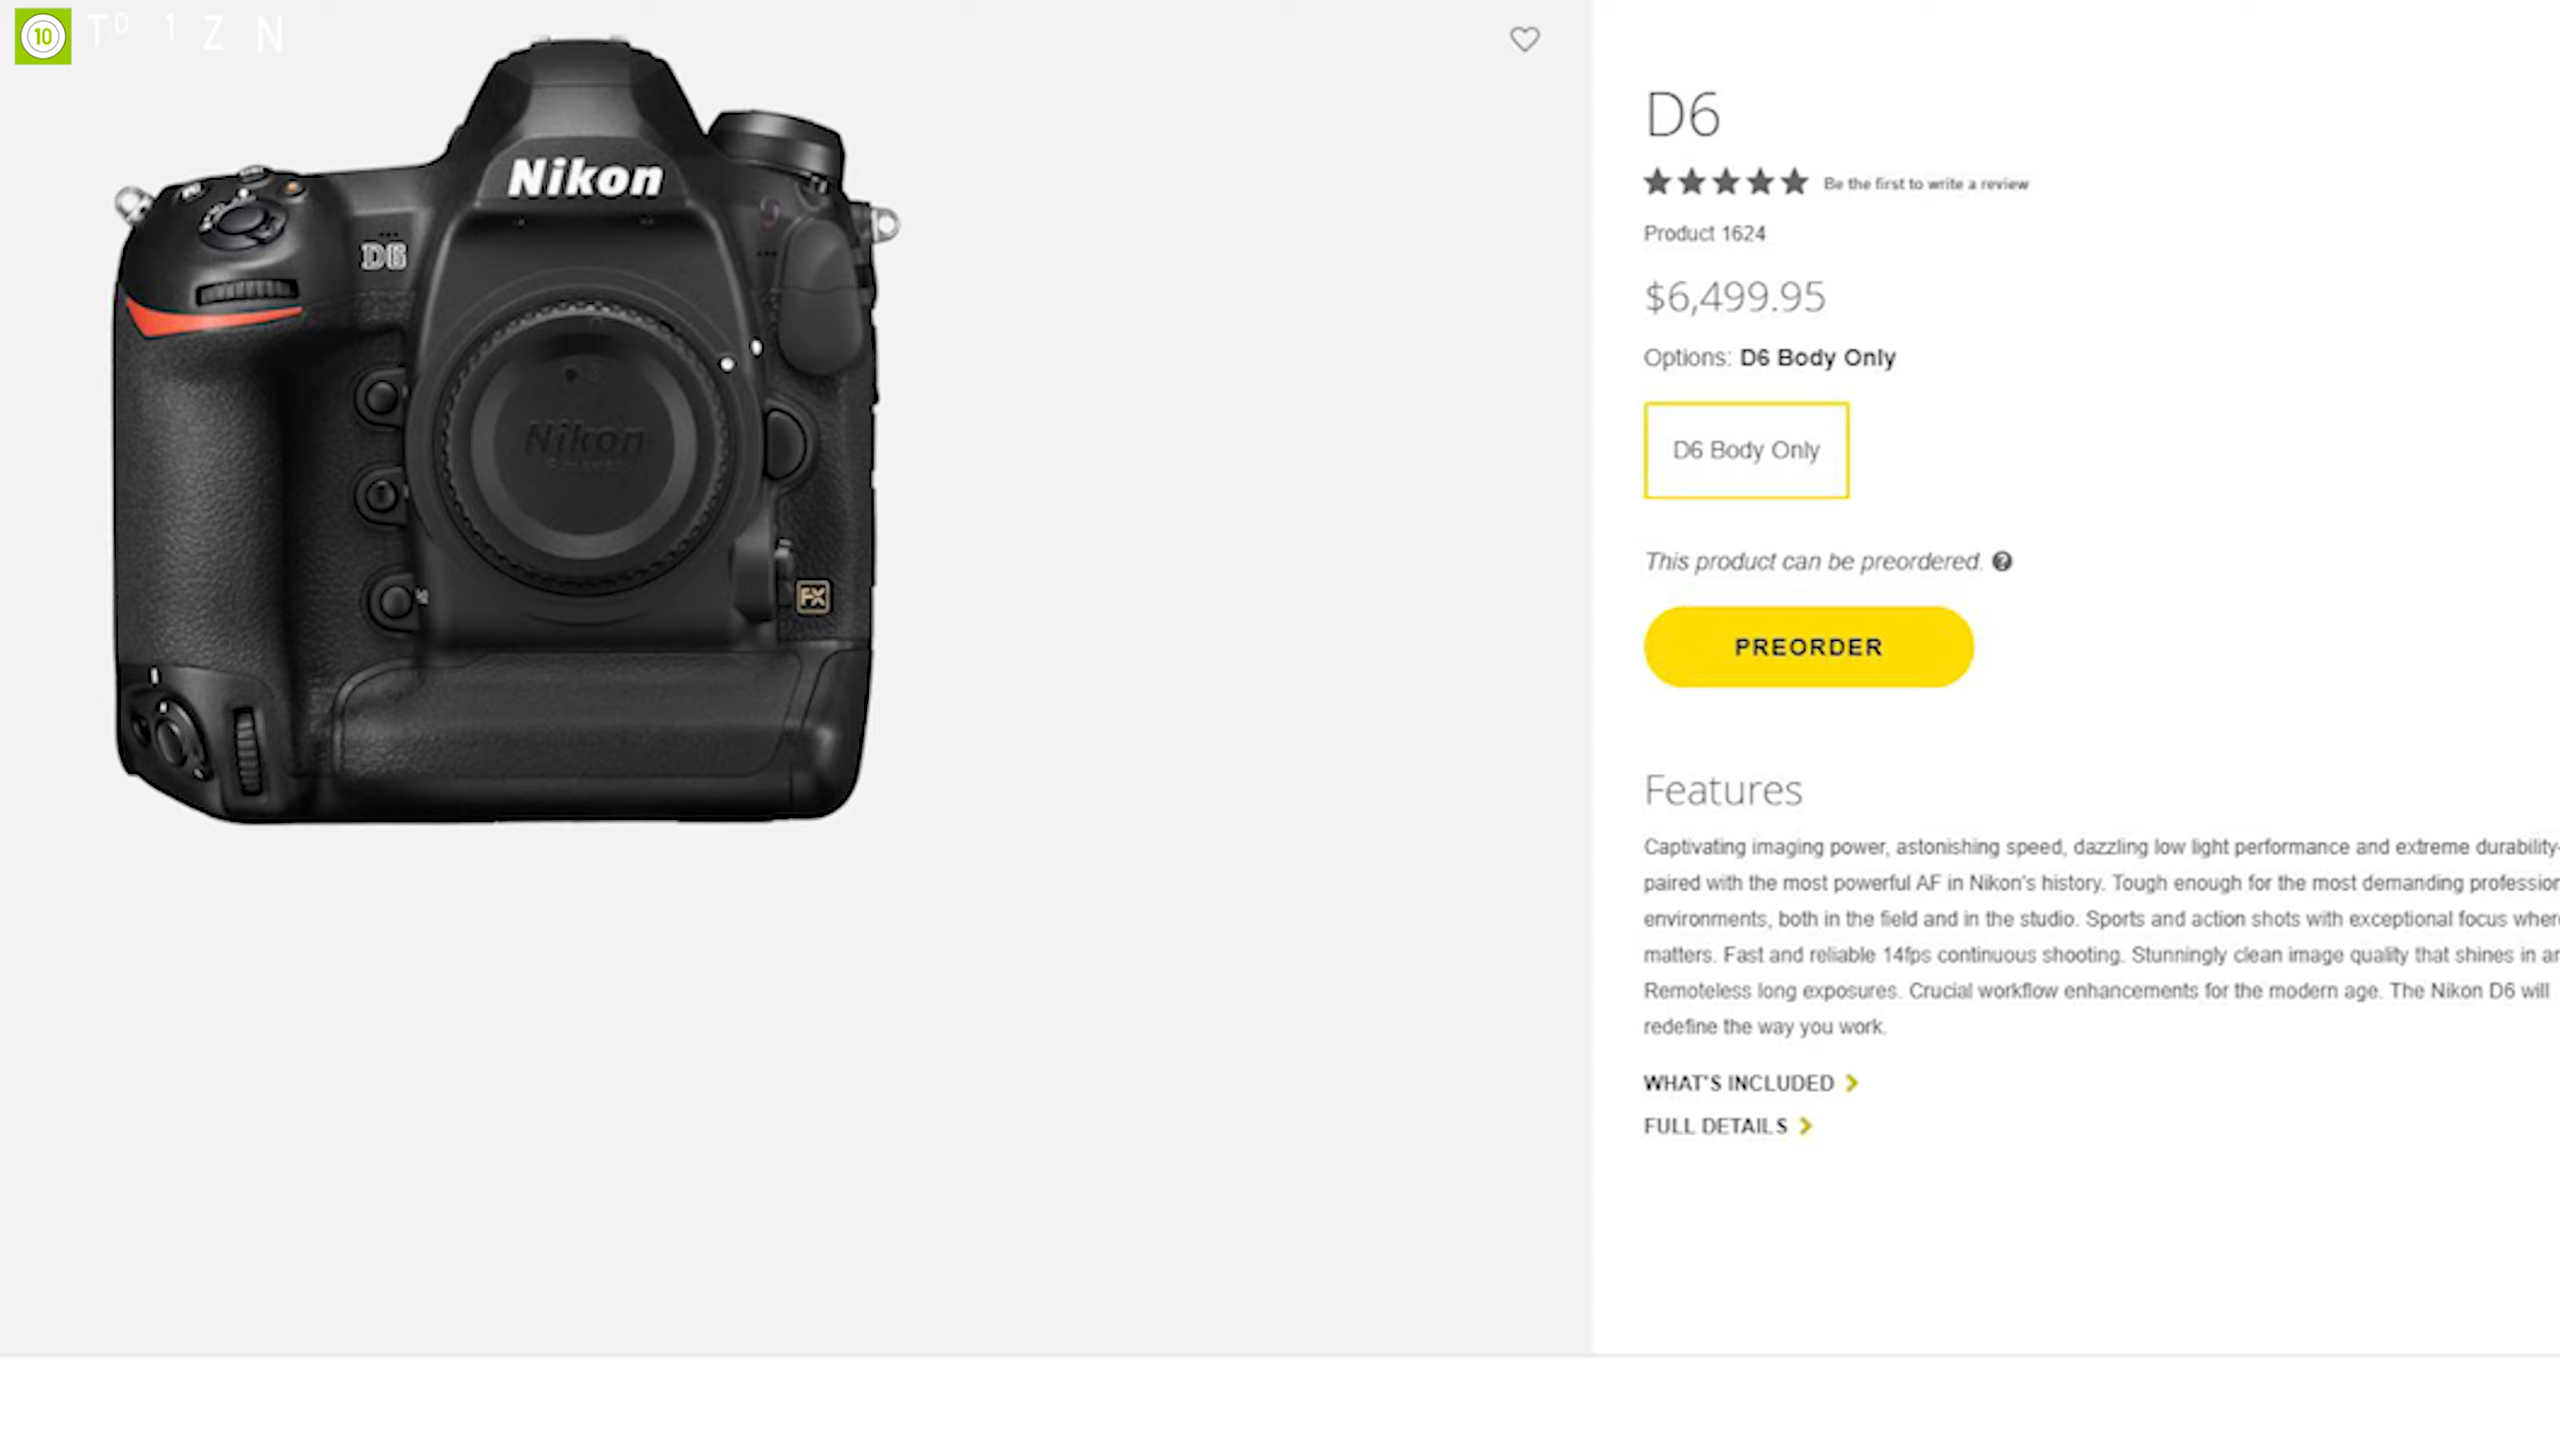 10
T0 1 Z N
Nikon
D6
Nikon
FX
D6
Be the first to write a review
Product 1624
$6,499.95
Options: D6 Body Only
D6 Body Only
This product can be preordered.
PREORDER
Features
Captivating imaging power, astonishing speed, dazzling low light performance and extreme durability-
paired with the most powerful AF in Nikon's history. Tough enough for the most demanding
environments, both in the field and in the studio. Sports and action shots with exceptional focus
matters. Fast and reliable 14fps continuous shooting. Stunningly clean image quality that shines in
Remoteless long exposures. Crucial workflow enhancements for the modern age. The Nikon D6 will
redefine the way you work.
WHAT'S INCLUDED
FULL DETAILS